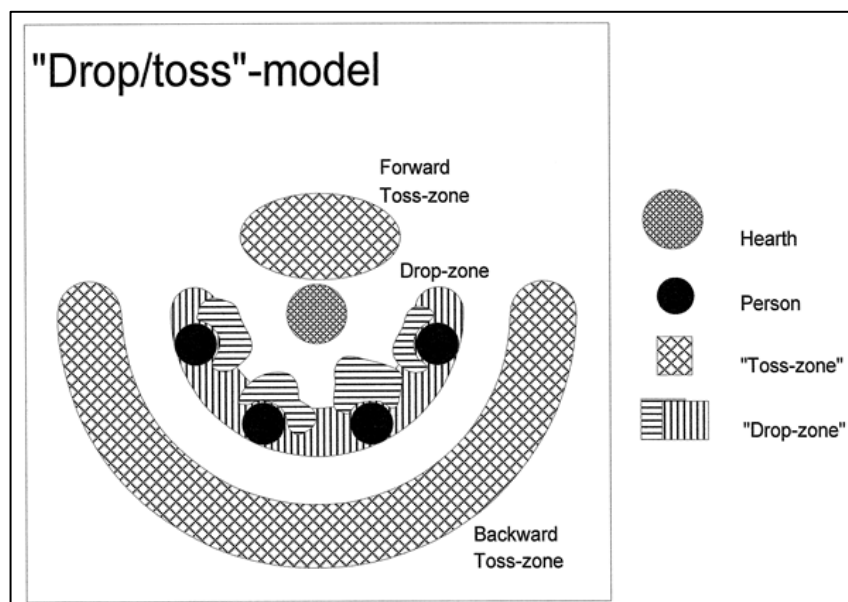 "Drop/toss"-model
Forward
Toss-zone
Drop-zone
Backward
Toss-zone
Hearth
Person
"Toss-zone"
"Drop-zone"